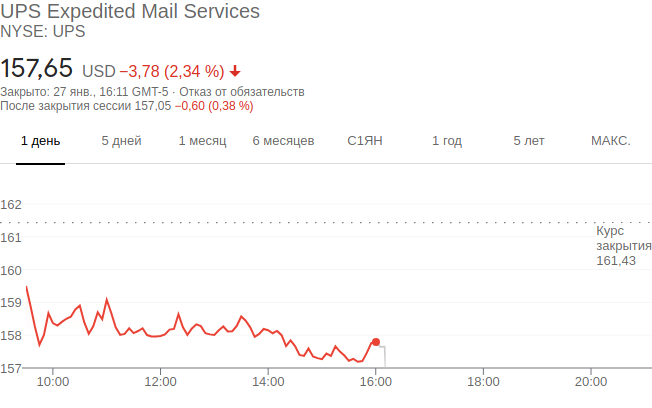 UPS Expedited Mail Services
NYSE: UPS
157,65 USD −3,78 (2,34 %)
Закрыто: 27 янв., 16:11 GMT-5 · Отказ от обязательств
После закрытия сессии 157,05 −0,60 (0,38 %)
1 день 5 дней 1 месяц 6 месяцев С1ЯН 1 год 5 лет МАКС.
162
161
160
159
158
157
Курс
закрытия
161,43
10:00 12:00 14:00 16:00 18:00 20:00